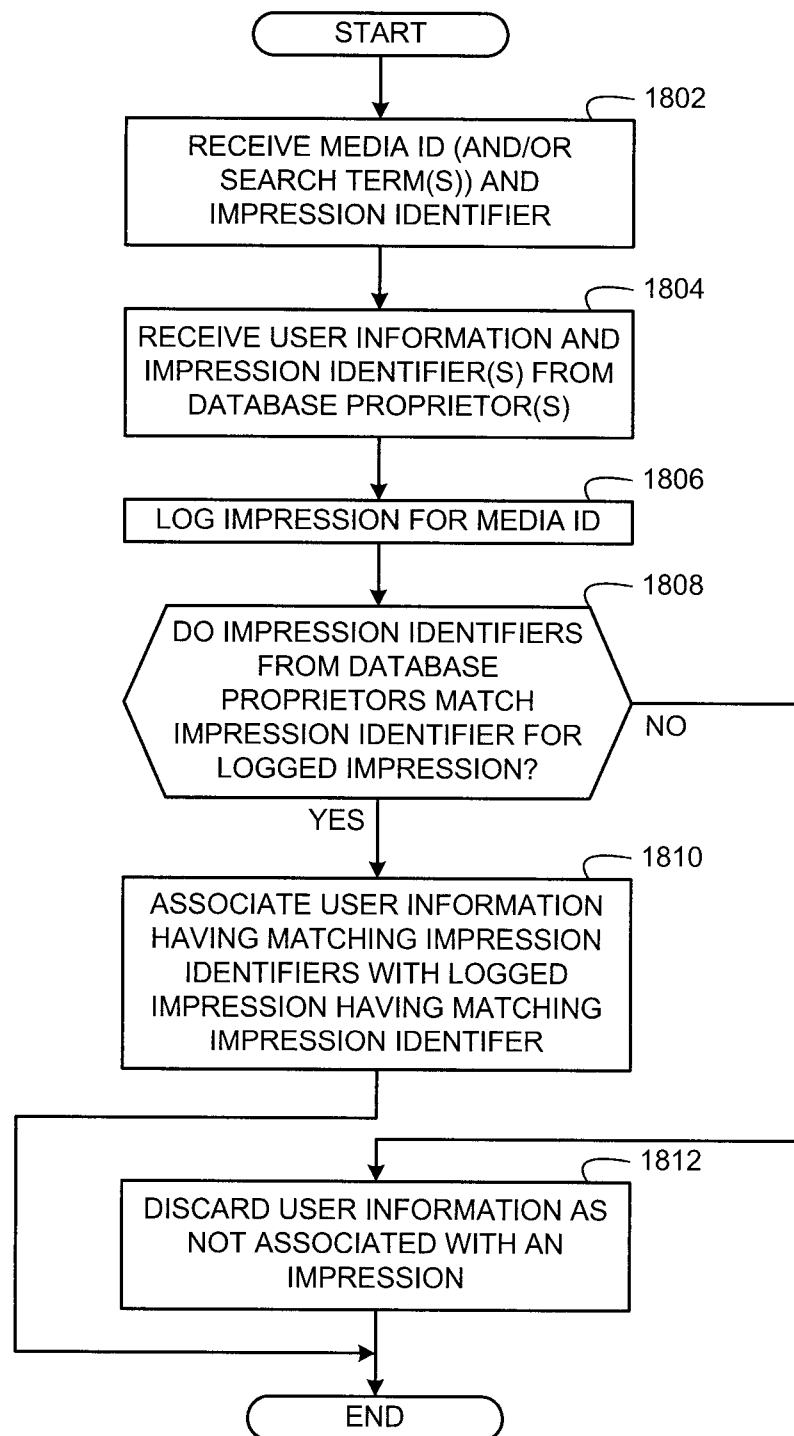 START
1802
RECEIVE MEDIA ID (AND/OR
SEARCH TERM(S)) AND
IMPRESSION IDENTIFIER
1804
RECEIVE USER INFORMATION AND
IMPRESSION IDENTIFIER(S) FROM
DATABASE PROPRIETOR(S)
1806
LOG IMPRESSION FOR MEDIA ID
1808
DO IMPRESSION IDENTIFIERS
FROM DATABASE
PROPRIETORS MATCH
IMPRESSION IDENTIFIER FOR
LOGGED IMPRESSION?
NO
YES
1810
ASSOCIATE USER INFORMATION
HAVING MATCHING IMPRESSION
IDENTIFIERS WITH LOGGED
IMPRESSION HAVING MATCHING
IMPRESSION IDENTIFER
1812
DISCARD USER INFORMATION AS
NOT ASSOCIATED WITH AN
IMPRESSION
END